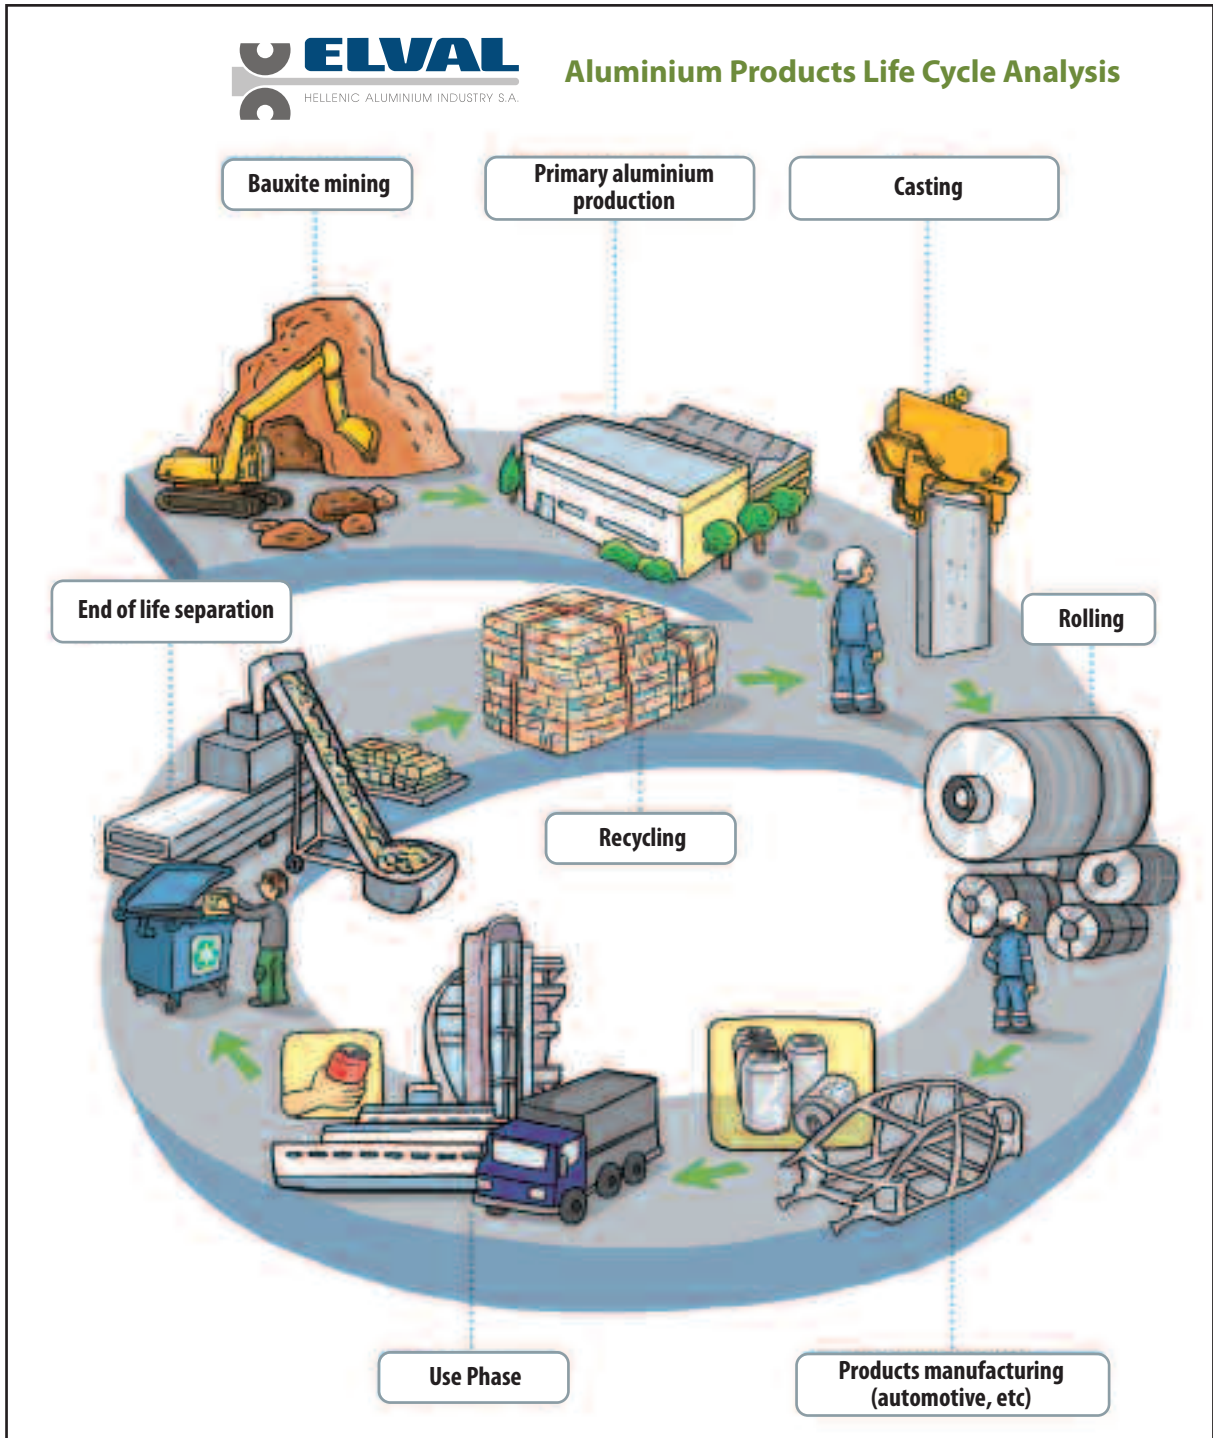 ELVAL
HELLENIC ALUMINIUM INDUSTRY S.A.
Aluminium Products Life Cycle Analysis
Bauxite mining
Primary aluminium
production
Casting
End of life separation
Rolling
Recycling
Use Phase
Products manufacturing
(automotive, etc)